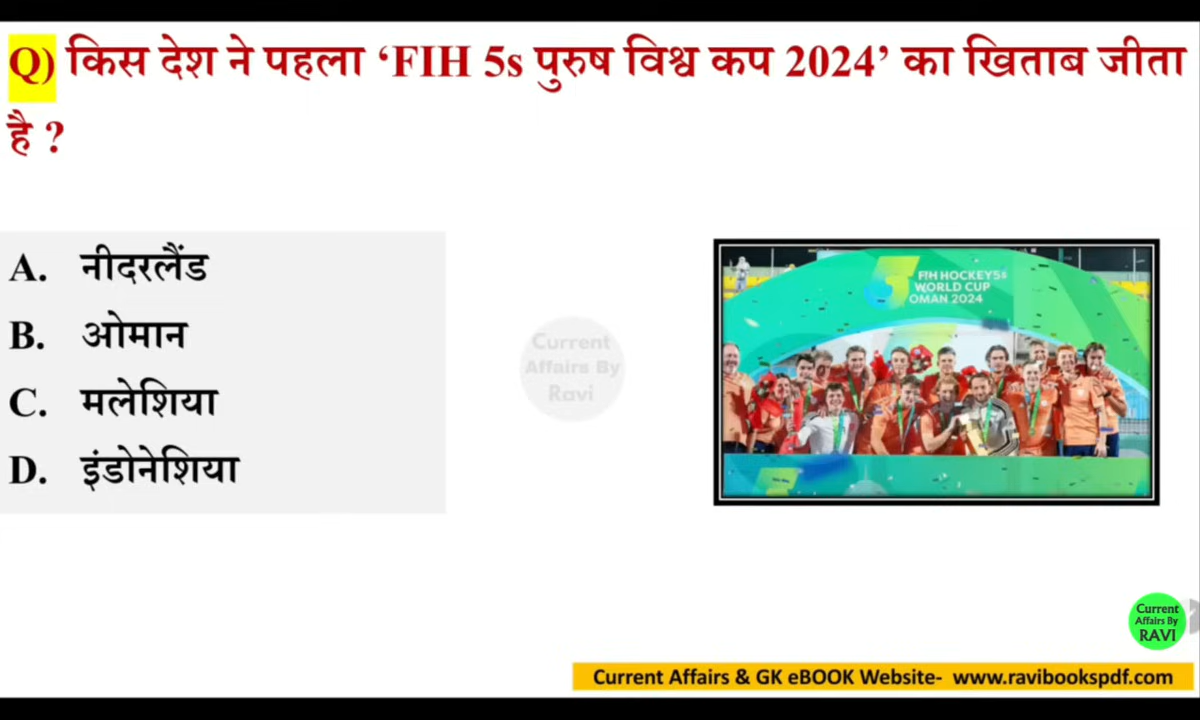 Q) किस देश ने पहला ‘FIH 5s पुरुष विश्व कप 2024’ का खिताब जीता
है ?
A. नीदरलैंड
B. ओमान
C. मलेशिया
D. इंडोनेशिया
FIH HOCKEY5s
WORLD CUP
OMAN 2024
Current
Affairs By
Ravi
Current
Affairs By
RAVI
Current Affairs & GK eBOOK Website- www.ravibookspdf.com